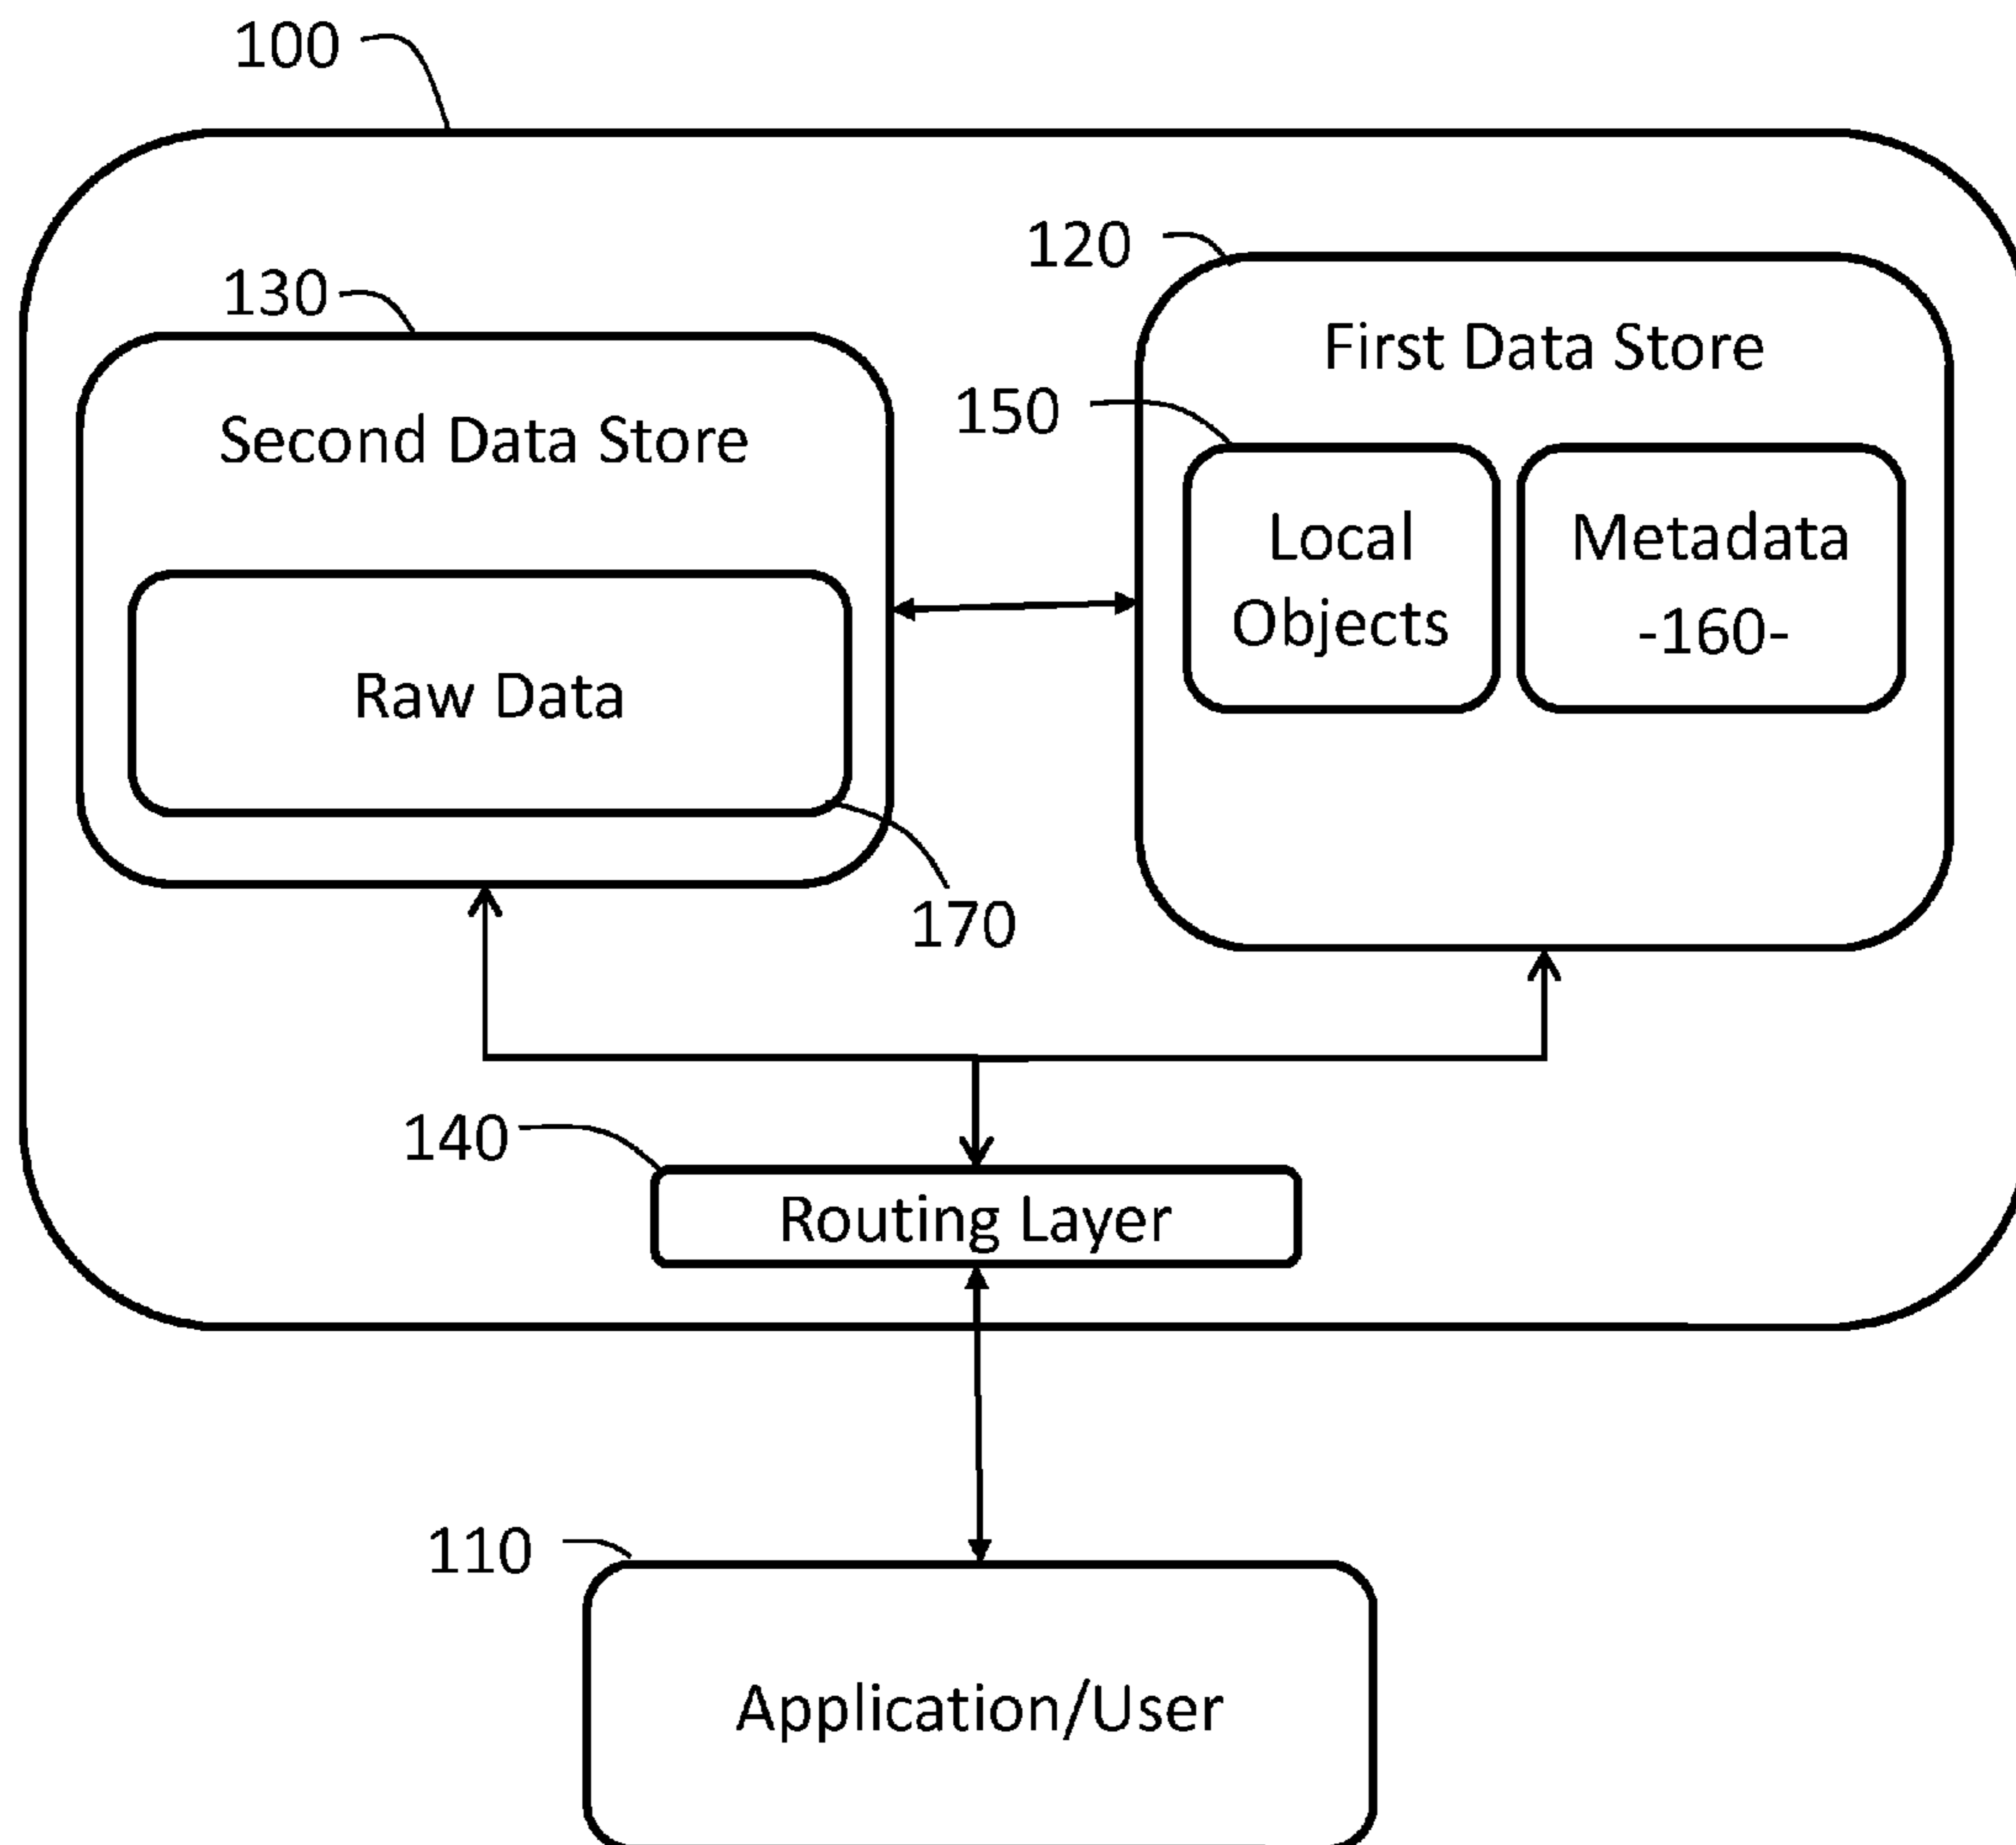 100
120
130
First Data Store
150
Second Data Store
Local
Objects
Metadata
-160-
Raw Data
170
140
Routing Layer
110
Application/User